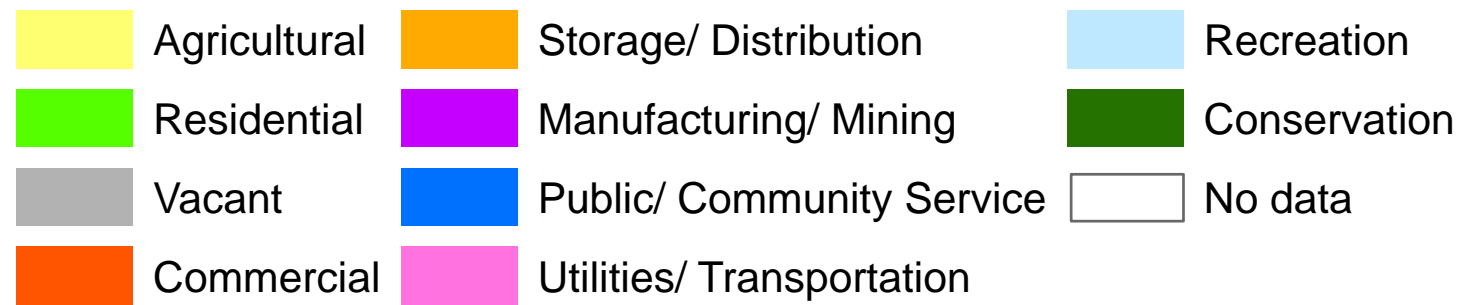 Agricultural
Residential
Vacant
Commercial
Storage/ Distribution
Manufacturing/ Mining
Public/ Community Service
Utilities/ Transportation
Recreation
Conservation
No data